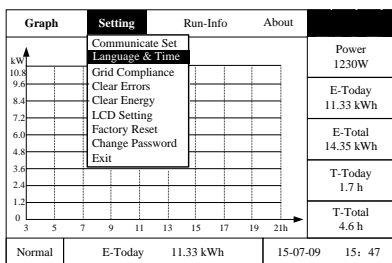 Graph Setting Run-Info About
Communicate Set
Language & Time
Grid Compliance
Clear Errors
Clear Energy
LCD Setting
Factory Reset
Change Password
Exit
kW
10.8
9.6
8.4
7.2
6.0
4.8
3.6
2.4
1.2
0
3 5 7 9 11 13 15 17 19 21h
Power
1230W
E-Today
11.33 kWh
E-Total
14.35 kWh
T-Today
1.7 h
T-Total
4.6 h
Normal E-Today 11.33 kWh 15-07-09 15: 47